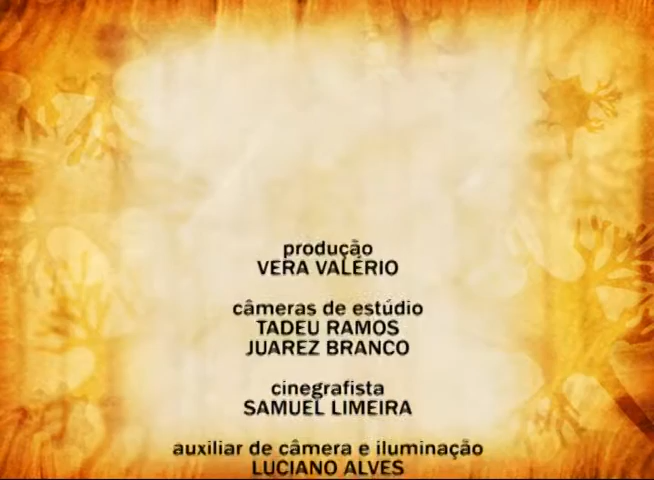 produção
VERA VALÉRIO
câmeras de estúdio
TADEU RAMOS
JUAREZ BRANCO
cinegrafista
SAMUEL LIMEIRA
auxiliar de câmera e iluminação
LUCIANO ALVES